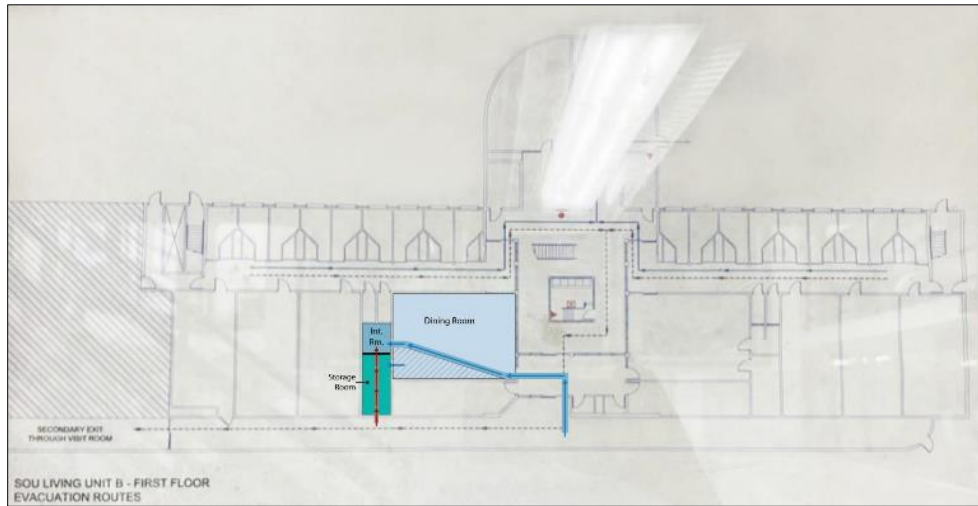 Dining Room
Int.
Rm.
Storage
Room
SECONDARY EXIT
THROUGH VISIT ROOM
SOU LIVING UNIT B - FIRST FLOOR
EVACUATION ROUTES